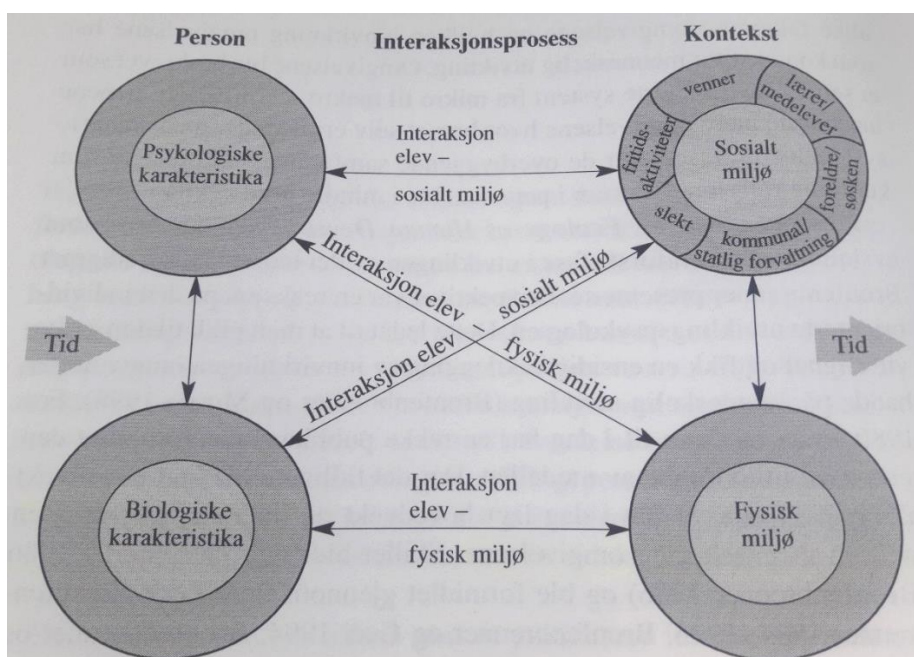 Person
Interaksjonsprosess
Kontekst
Psykologiske
karakteristika
Interaksjon
elev –
sosialt miljø
venner
lærer/
medelever
fritids-
aktiviteter
Sosialt
miljø
foreldre/
søsken
slekt
kommunal/
statlig forvaltning
Interaksjon elev
fysisk miljø
Interaksjon elev
sosialt miljø
Tid
Tid
Biologiske
karakteristika
Interaksjon
elev –
fysisk miljø
Fysisk
miljø